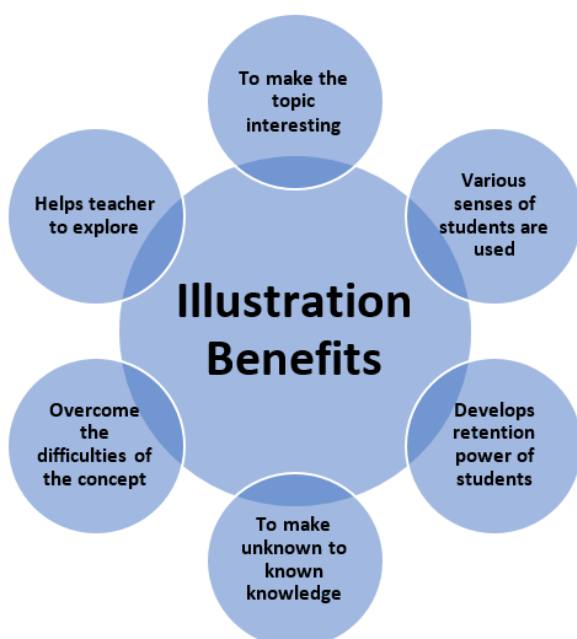 To make the
topic
interesting
Various
senses of
students are
used
Develops
retention
power of
students
To make
unknown to
known
knowledge
Overcome
the
difficulties of
the concept
Helps teacher
to explore
Illustration
Benefits